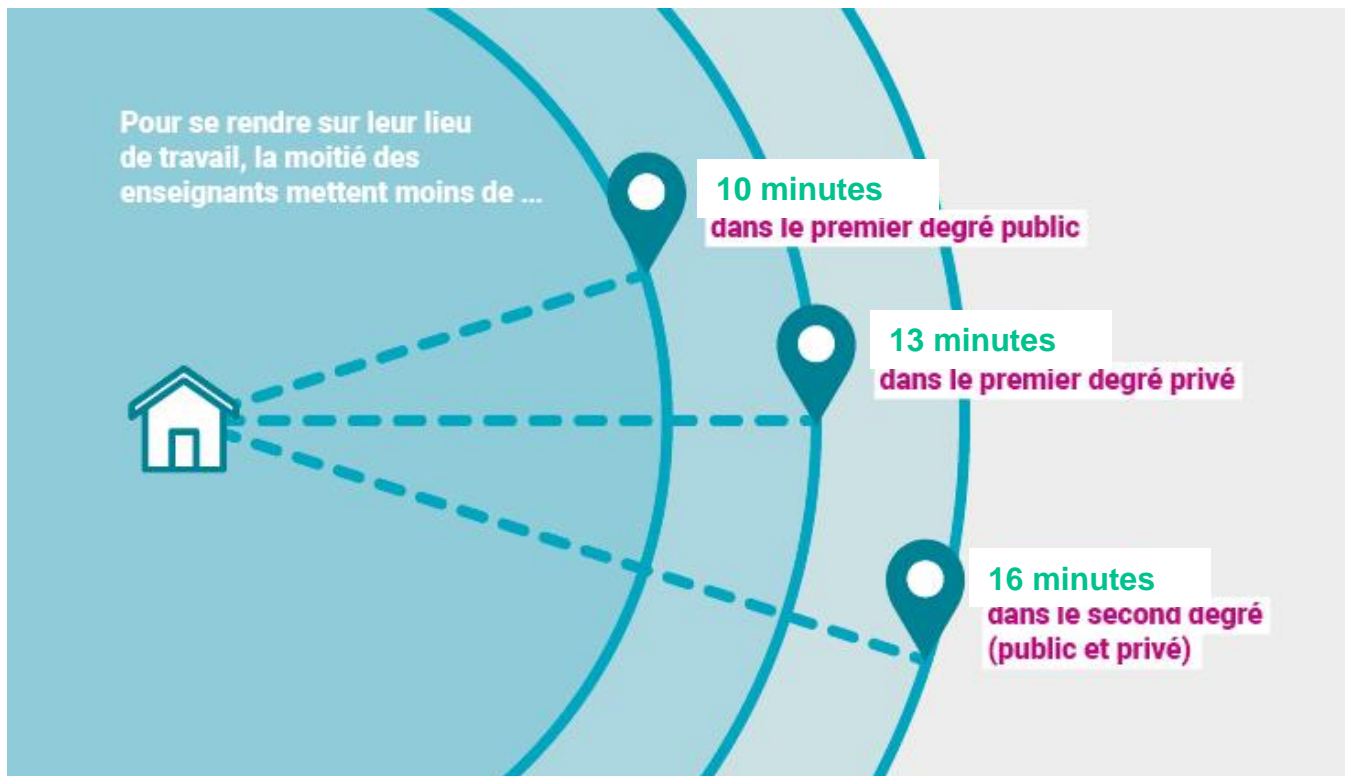 Pour se rendre sur leur lieu
de travail, la moitié des
enseignants mettent moins de ...
10 minutes
dans le premier degré public
13 minutes
dans le premier degré privé
16 minutes
dans le second degré
(public et privé)